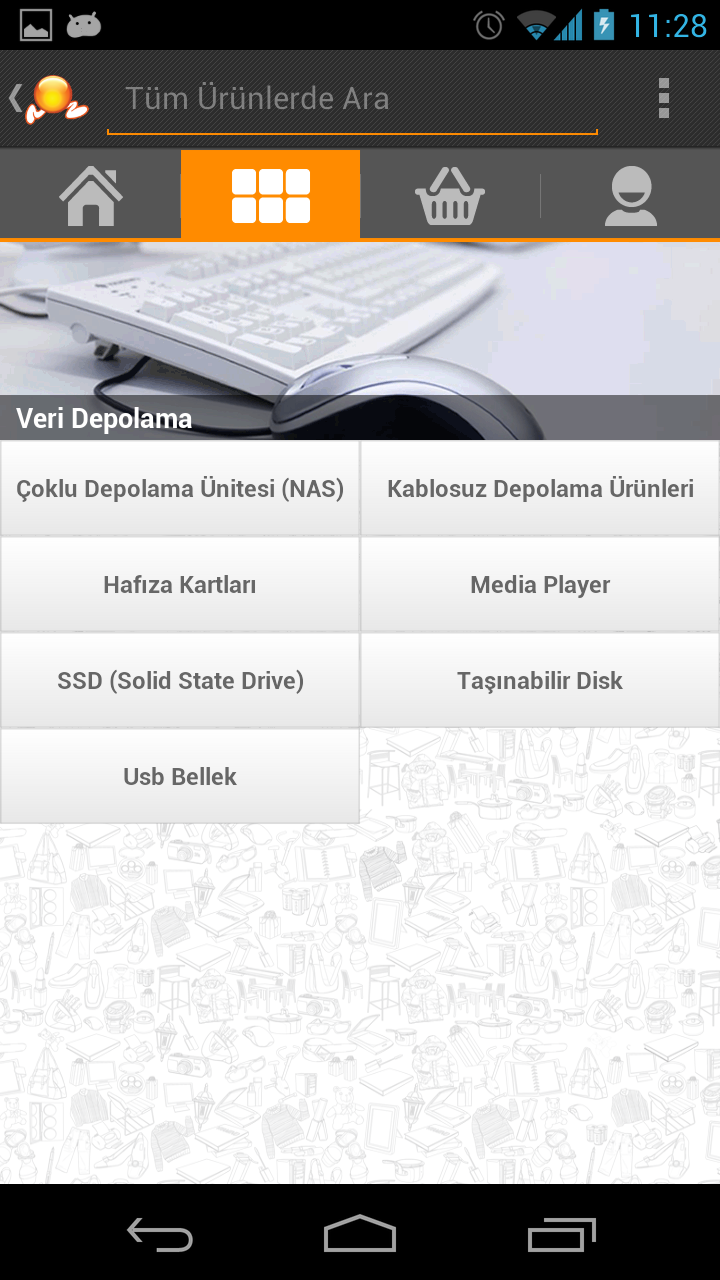 11:28
Tüm Ürünlerde Ara
Veri Depolama
Çoklu Depolama Ünitesi (NAS)
Kablosuz Depolama Ürünleri
Hafıza Kartları
Media Player
SSD (Solid State Drive)
Taşınabilir Disk
Usb Bellek